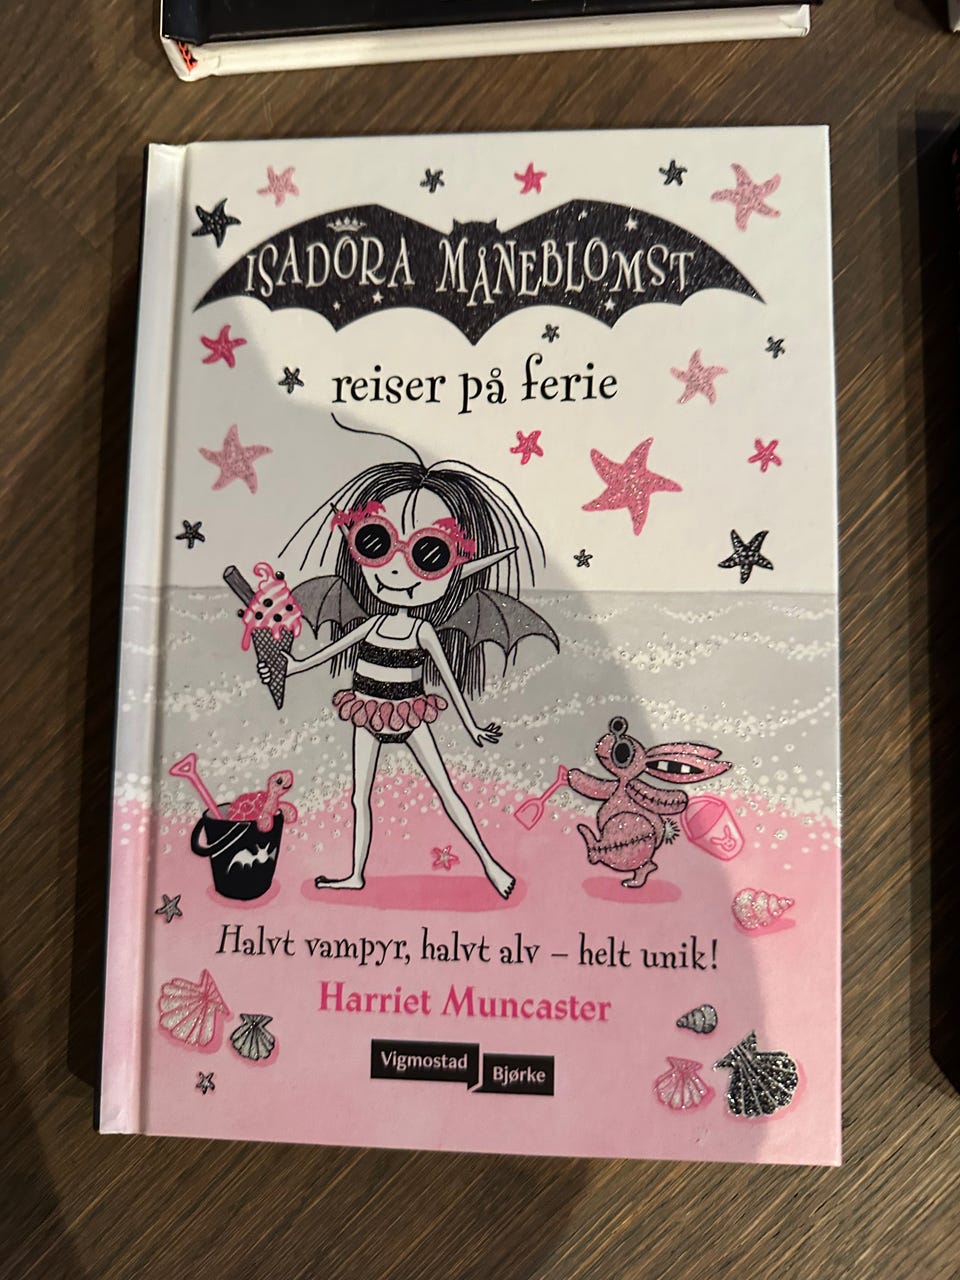 ISADORA MÅNEBLOMST
reiser på ferie
Halvt vampyr, halvt alv – helt unik!
Harriet Muncaster
Vigmostad
Bjørke